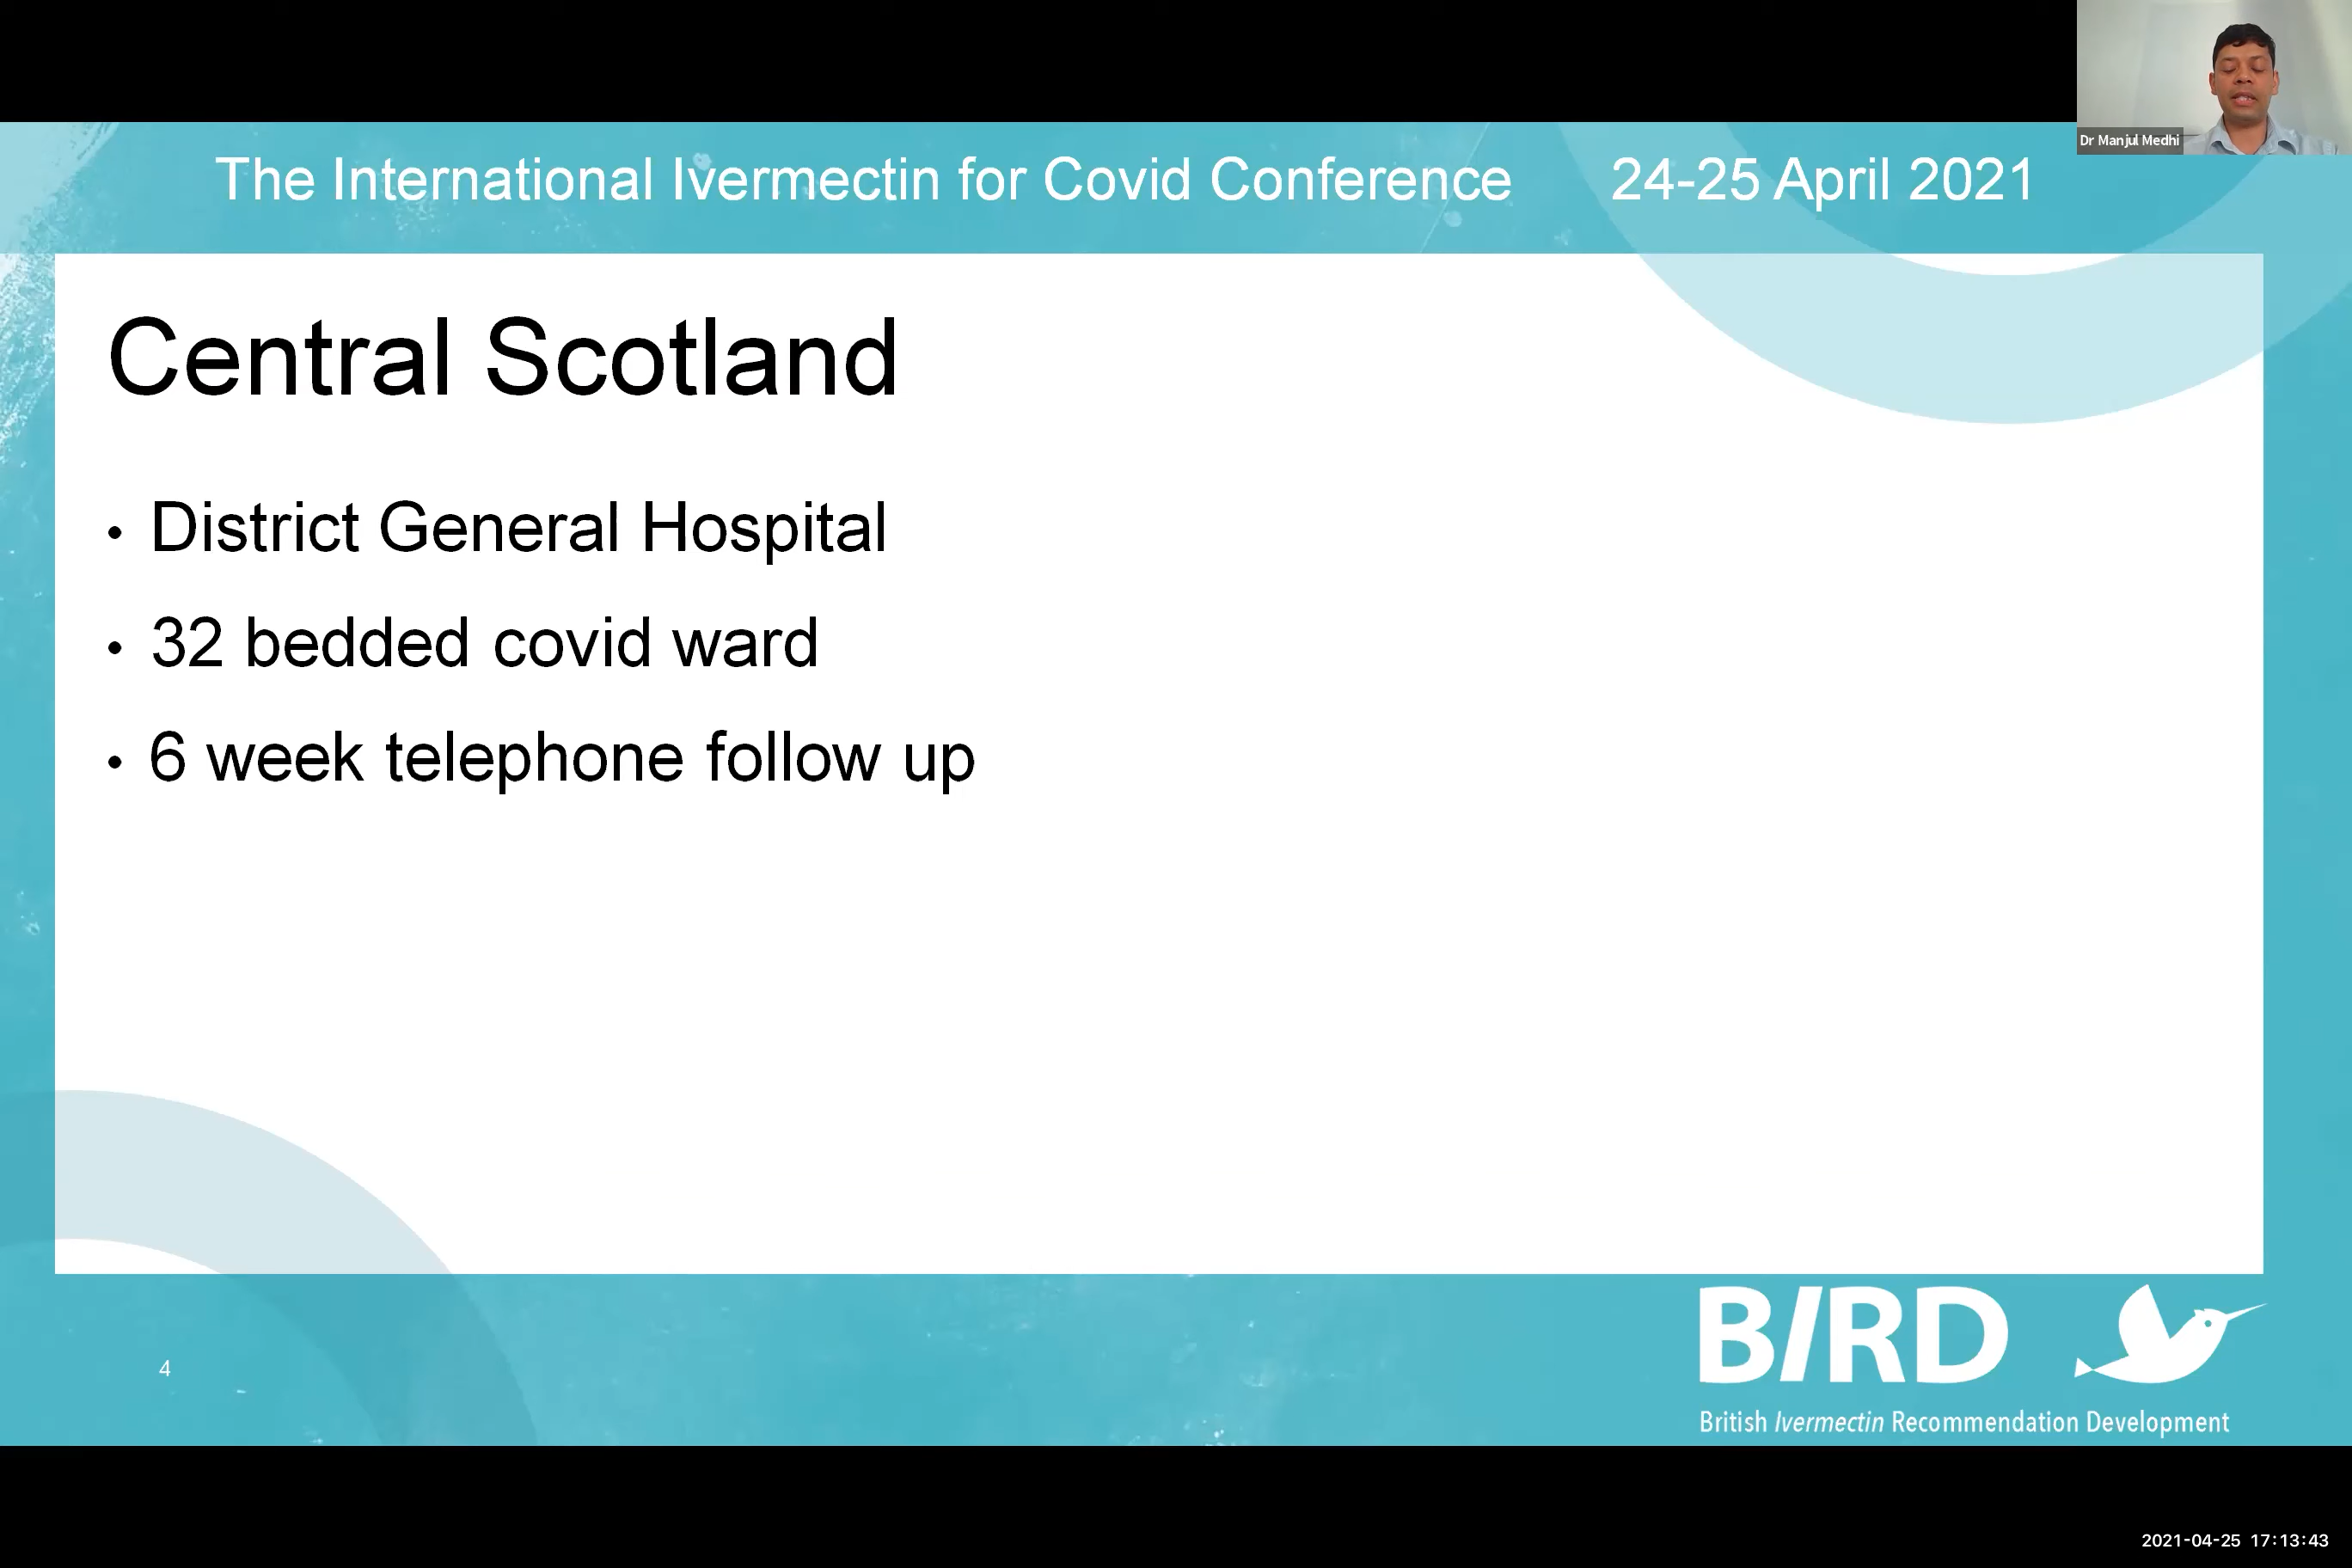 Dr Manjul Medhi
The International Ivermectin for Covid Conference 24-25 April 2021
Central Scotland
• District General Hospital
• 32 bedded covid ward
• 6 week telephone follow up
4
BIRD
British Ivermectin Recommendation Development
2021-04-25 17:13:43